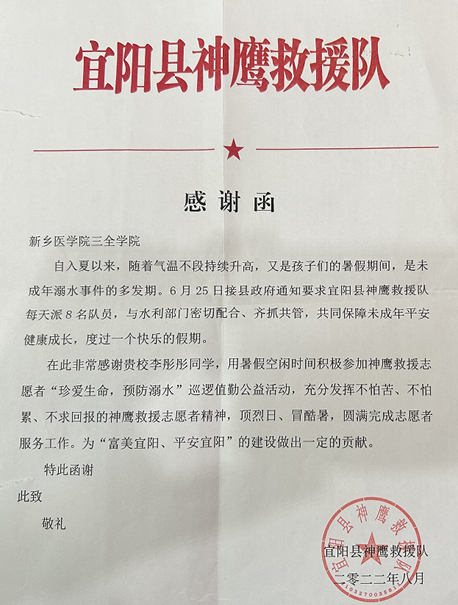 宜阳县神鹰救援队
感谢函
新乡医学院三全学院
自入夏以来，随着气温不段持续升高，又是孩子们的暑假期间，是未
成年溺水事件的多发期。6月25日接县政府通知要求宜阳县神鹰救援队
每天派8名队员，与水利部门密切配合、齐抓共管，共同保障未成年平安
健康成长，度过一个快乐的假期。
在此非常感谢贵校李彤彤同学，用暑假空闲时间积极参加神鹰救援志
愿者“珍爱生命，预防溺水”巡逻值勤公益活动，充分发挥不怕苦、不怕
累、不求回报的神鹰救援志愿者精神，顶烈日、冒酷暑，圆满完成志愿者
服务工作。为“富美宜阳、平安宜阳”的建设做出一定的贡献。
特此函谢
此致
敬礼
宜阳县神鹰救援队
宜阳县神鹰救援队
二零二二年八月